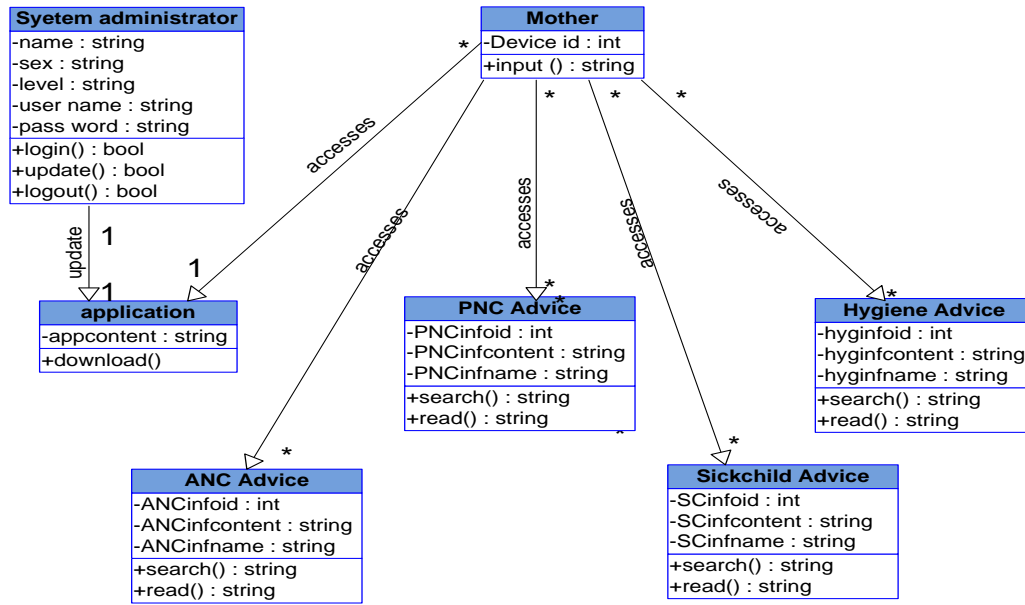 Syetem administrator
-name : string
-sex : string
-level : string
-user name : string
-pass word : string
+login() : bool
+update() : bool
+logout() : bool
Mother
-Device id : int
+input () : string
*
*
*
*
accesses
accesses
accesses
accesses
accesses
update
1
1
1
application
-appcontent : string
+download()
*
*
PNC Advice
-PNCinfoid : int
-PNCinfcontent : string
-PNCinfname : string
+search() : string
+read() : string
*
*
Hygiene Advice
-hyginfoid : int
-hyginfcontent : string
-hyginfname : string
+search() : string
+read() : string
*
ANC Advice
-ANCinfoid : int
-ANCinfcontent : string
-ANCinfname : string
+search() : string
+read() : string
*
Sickchild Advice
-SCinfoid : int
-SCinfcontent : string
-SCinfname : string
+search() : string
+read() : string